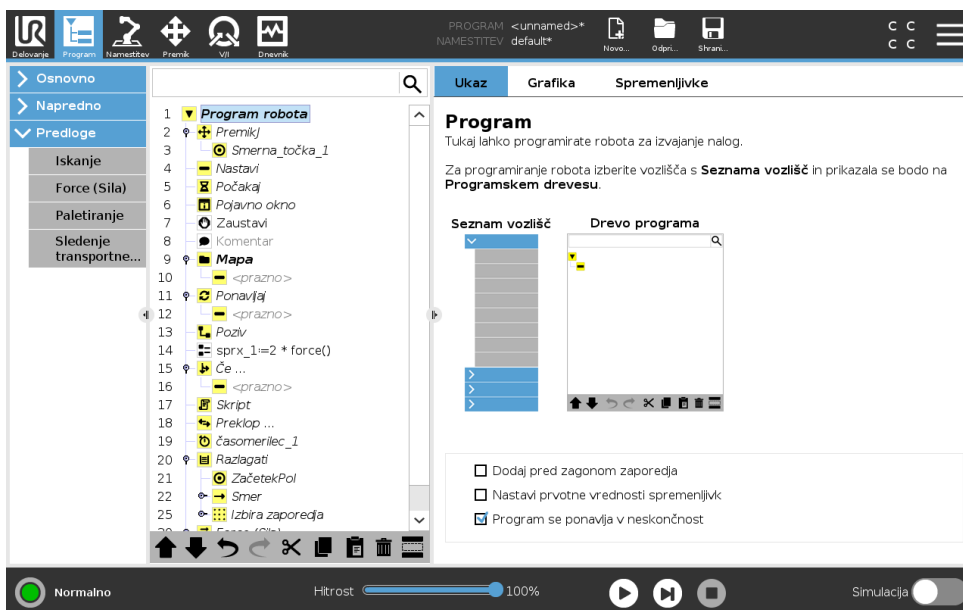 UR
PROGRAM <unnamed>*
NAMESTITEV default*
Delovanje Program Namestitev Premik V/I Dnevnik Novo... Odpri... Shrani...
C C
C C
Osnovno
Napredno
Predloge
Iskanje
Force (Sila)
Paletiranje
Sledenje
transportne...
1 Program robota
2 PremikJ
3 Smerna_točka_1
4 Nastavi
5 Počakaj
6 Pojavno okno
7 Zaustavi
8 Komentar
9 Mapa
10 <prazno>
11 Ponavljaj
12 <prazno>
13 Poziv
14 sprx_1:=2 * force()
15 Če ...
16 <prazno>
17 Skript
18 Preklop ...
19 časomerilec_1
20 Razlagati
21 ZačetekPol
22 Smer
25 Izbira zaporedja
Ukaz Grafika Spremenljivke
Program
Tukaj lahko programirate robota za izvajanje nalog.
Za programiranje robota izberite vozlišča s Seznama vozlišč in prikazala se bodo na
Programskem drevesu.
Seznam vozlišč Drevo programa
Dodaj pred zagonom zaporedja
Nastavi prvotne vrednosti spremenljivk
Program se ponavlja v neskončnost
Normalno
Hitrost 100%
Simulacija